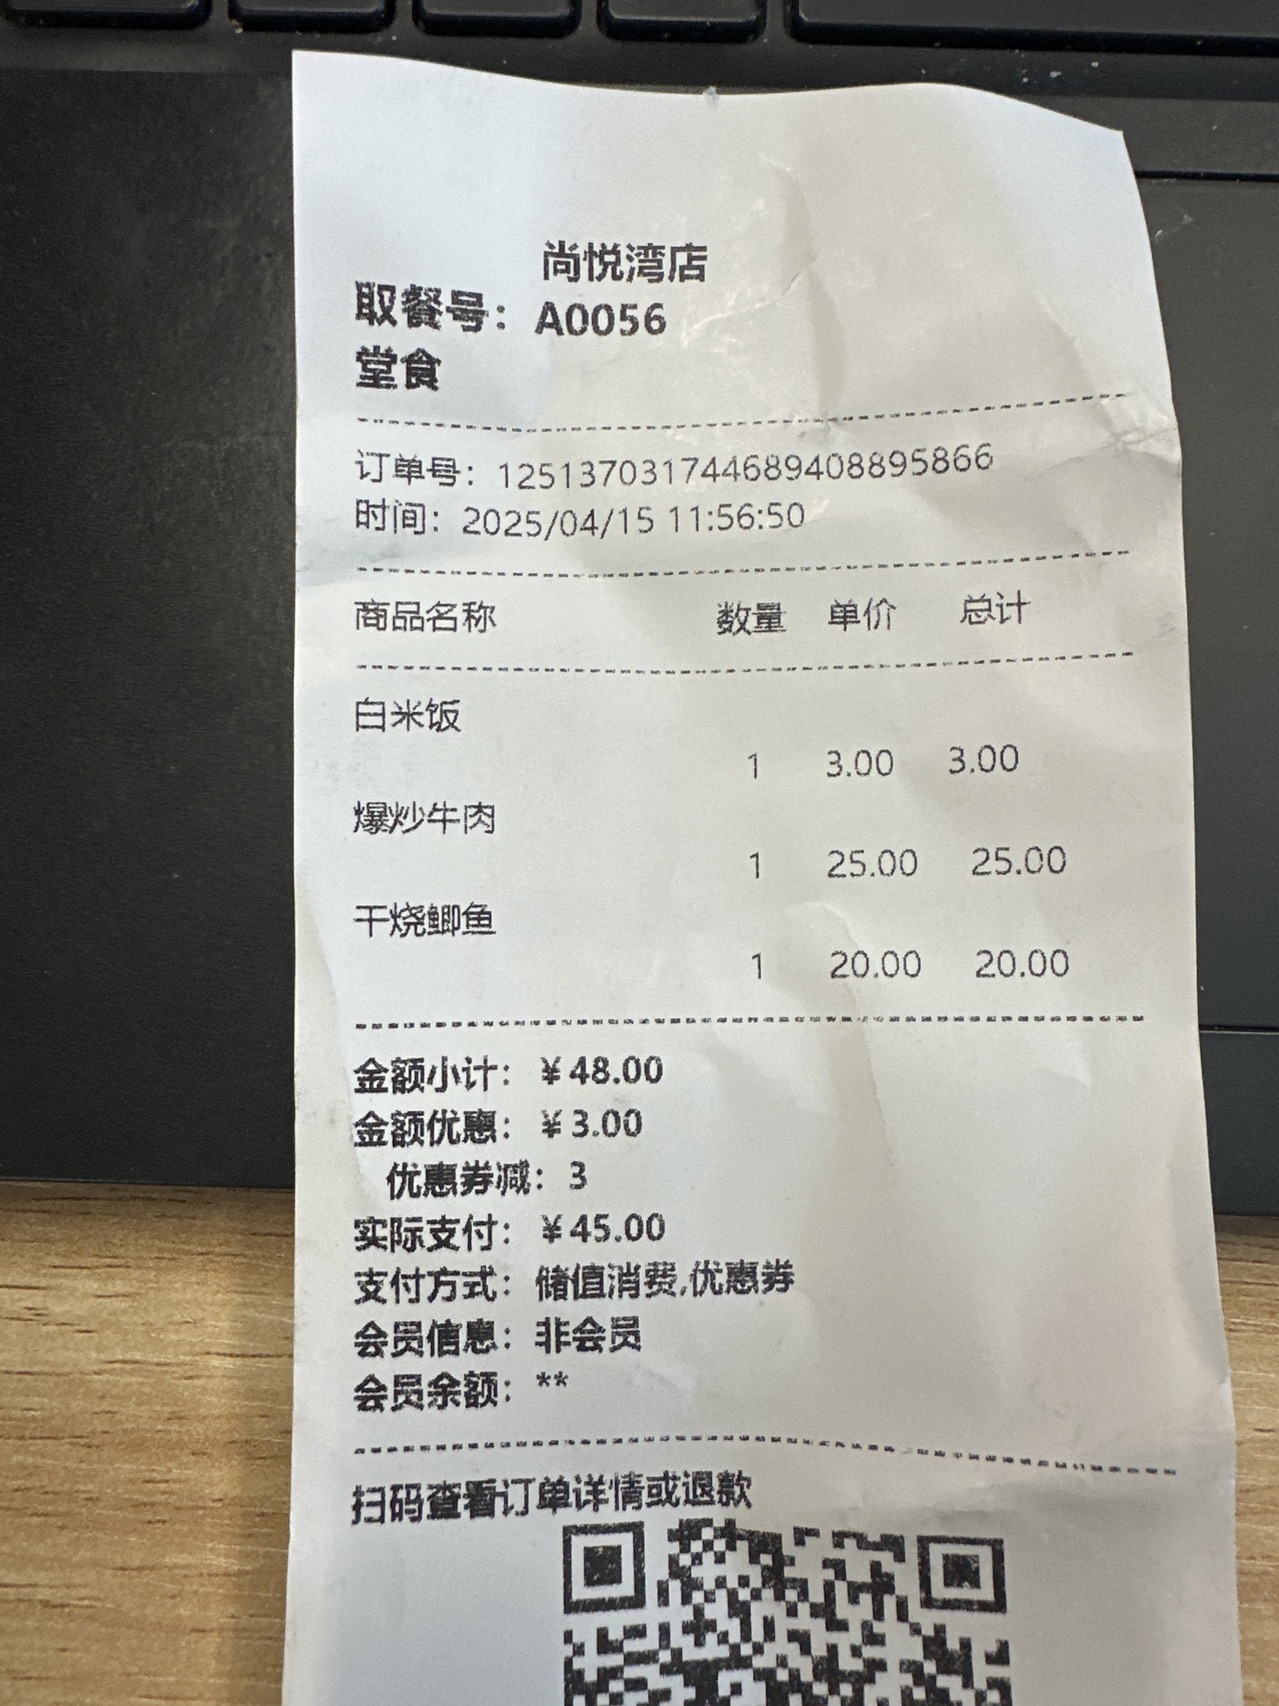 尚悦湾店
取餐号：A0056
堂食
订单号：125137031744689408895866
时间：2025/04/15 11:56:50
商品名称 数量 单价 总计
白米饭
1 3.00 3.00
爆炒牛肉
1 25.00 25.00
干烧鲫鱼
1 20.00 20.00
金额小计：￥48.00
金额优惠：￥3.00
优惠券减：3
实际支付：￥45.00
支付方式：储值消费,优惠券
会员信息：非会员
会员余额：**
扫码查看订单详情或退款